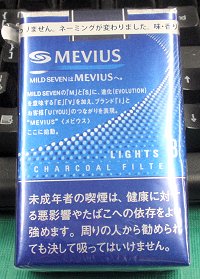 りません。ネーミングが変わりました。味・香り
MEVIUS
MILD SEVENはMEVIUSへ。
MILD SEVENの「M」と「S」に、進化(EVOLUTION)
を意味する「E」「V」を加え、ブランド「I」と
お客様「U(YOU)」のつながりを表現。
"MEVIUS"(メビウス)
ここに始動。
LIGHTS 8
CHARCOAL FILTER
未成年者の喫煙は、健康に対す
る悪影響やたばこへの依存をよ
強めます。周りの人から勧められ
ても決して吸ってはいけません。